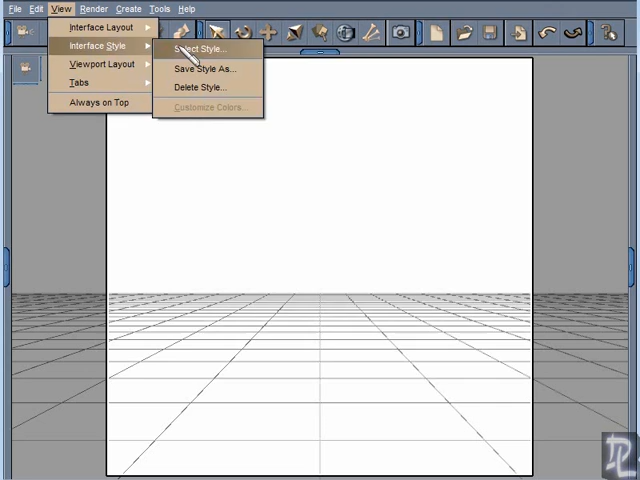 File Edit View Render Create Tools Help
Interface Layout
Interface Style
Viewport Layout
Tabs
Always on Top
Select Style...
Save Style As...
Delete Style...
Customize Colors...